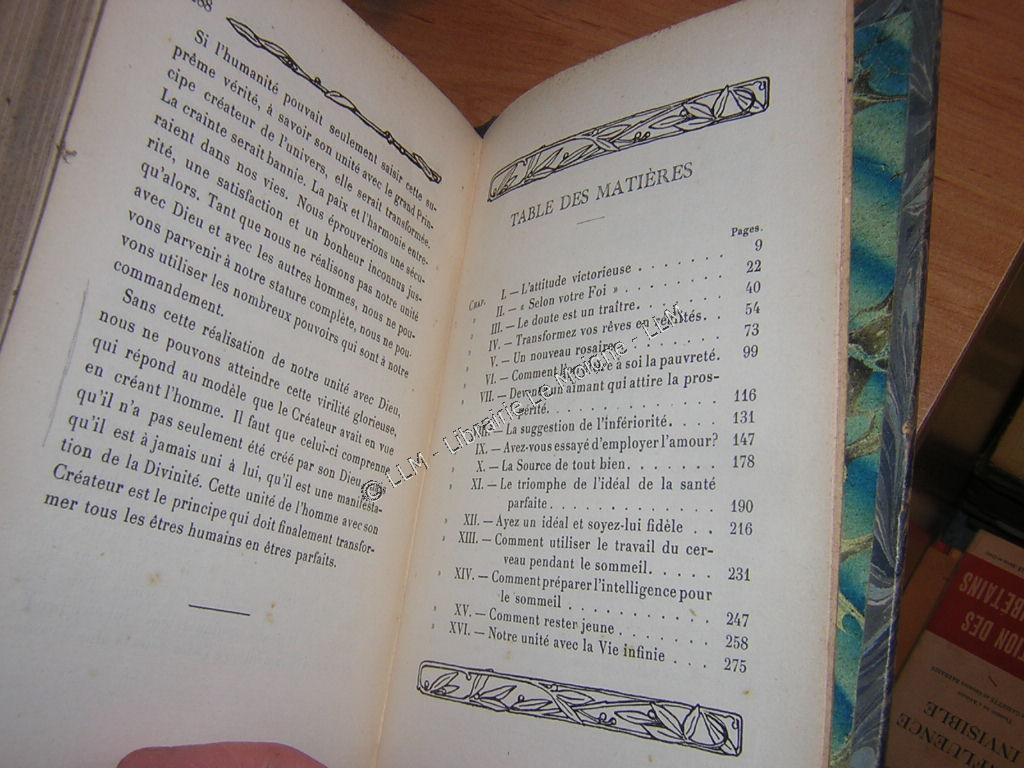 Si l'humanité pouvait seulement saisir cette su-
prême vérité, à savoir son unité avec le grand Prin-
cipe créateur de l'univers, elle serait transformée.
La crainte serait bannie. La paix et l'harmonie entre-
raient dans nos vies. Nous éprouverions une sécu-
rité, une satisfaction et un bonheur inconnus jus-
qu'alors. Tant que nous ne réalisons pas notre unité
avec Dieu et avec les autres hommes, nous ne pou-
vons parvenir à notre stature complète, nous ne pou-
vons utiliser les nombreux pouvoirs qui sont à notre
commandement.
Sans cette réalisation de notre unité avec Dieu,
nous ne pouvons atteindre cette virilité glorieuse,
qui répond au modèle que le Créateur avait en vue
en créant l'homme. Il faut que celui-ci comprenne
qu'il n'a pas seulement été créé par son Dieu, mais
qu'il est à jamais uni à lui, qu'il est une manifesta-
tion de la Divinité. Cette unité de l'homme avec son
Créateur est le principe qui doit finalement transfor-
mer tous les êtres humains en êtres parfaits.
TABLE DES MATIÈRES
Pages.
Chap. I. — L'attitude victorieuse . . . . . . . 9
» II. — « Selon votre Foi » . . . . . . . 22
» III. — Le doute est un traître. . . . . . 40
» IV. — Transformez vos rêves en réalités. . 54
» V. — Un nouveau rosaire . . . . . . 73
» VI. — Comment l'on attire à soi la pauvreté. 99
» VII. — Devenez un aimant qui attire la pros-
périté. . . . . . . . . 116
» VIII. — La suggestion de l'infériorité. . . . . 131
» IX. — Avez-vous essayé d'employer l'amour? 147
» X. — La Source de tout bien. . . . . . 178
» XI. — Le triomphe de l'idéal de la santé
parfaite. . . . . . . . . 190
» XII. — Ayez un idéal et soyez-lui fidèle . . 216
» XIII. — Comment utiliser le travail du cer-
veau pendant le sommeil. . . . . . 231
» XIV. — Comment préparer l'intelligence pour
le sommeil . . . . . . . . 247
» XV. — Comment rester jeune . . . . . . 258
» XVI. — Notre unité avec la Vie infinie . . . 275
© LLM - Librairie Le Moigne - LLM
TION DES
BETAINS
FLUENCE
INVISIBLE